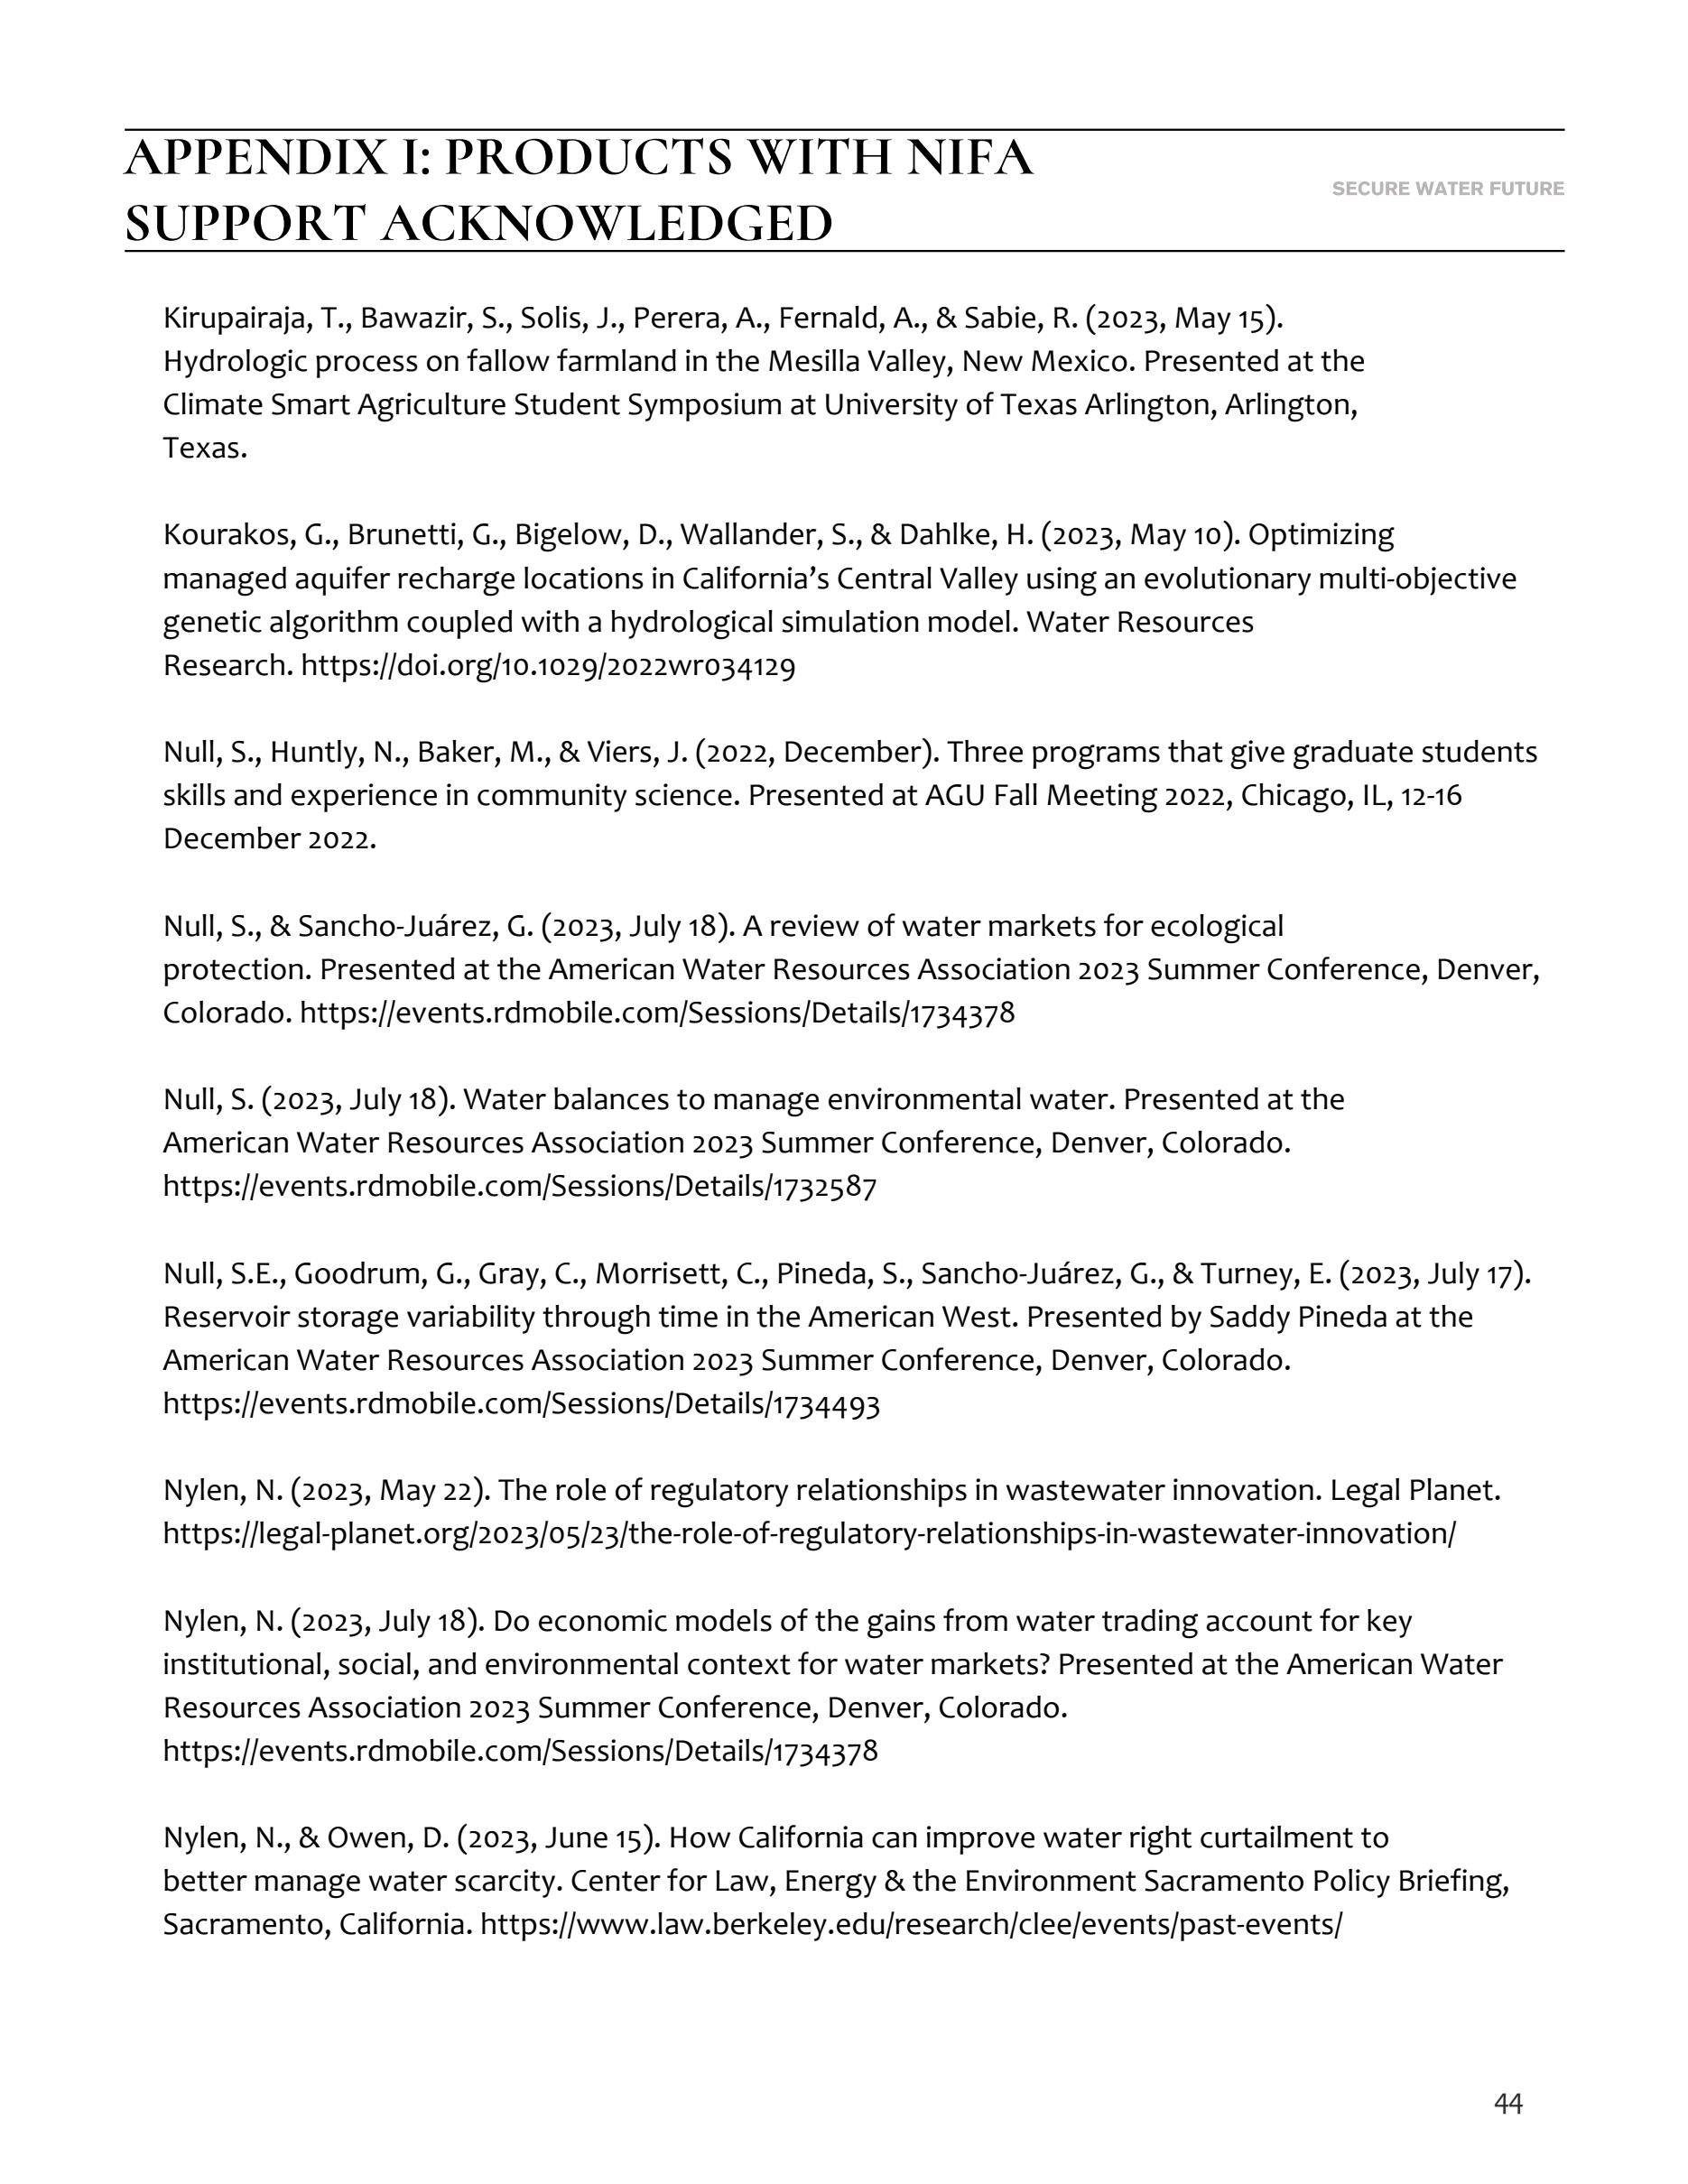 APPENDIX I: PRODUCTS WITH NIFA
SUPPORT ACKNOWLEDGED
SECURE WATER FUTURE
Kirupairaja, T., Bawazir, S., Solis, J., Perera, A., Fernald, A., & Sabie, R. (2023, May 15).
Hydrologic process on fallow farmland in the Mesilla Valley, New Mexico. Presented at the
Climate Smart Agriculture Student Symposium at University of Texas Arlington, Arlington,
Texas.
Kourakos, G., Brunetti, G., Bigelow, D., Wallander, S., & Dahlke, H. (2023, May 10). Optimizing
managed aquifer recharge locations in California’s Central Valley using an evolutionary multi-objective
genetic algorithm coupled with a hydrological simulation model. Water Resources
Research. https://doi.org/10.1029/2022wr034129
Null, S., Huntly, N., Baker, M., & Viers, J. (2022, December). Three programs that give graduate students
skills and experience in community science. Presented at AGU Fall Meeting 2022, Chicago, IL, 12-16
December 2022.
Null, S., & Sancho-Juárez, G. (2023, July 18). A review of water markets for ecological
protection. Presented at the American Water Resources Association 2023 Summer Conference, Denver,
Colorado. https://events.rdmobile.com/Sessions/Details/1734378
Null, S. (2023, July 18). Water balances to manage environmental water. Presented at the
American Water Resources Association 2023 Summer Conference, Denver, Colorado.
https://events.rdmobile.com/Sessions/Details/1732587
Null, S.E., Goodrum, G., Gray, C., Morrisett, C., Pineda, S., Sancho-Juárez, G., & Turney, E. (2023, July 17).
Reservoir storage variability through time in the American West. Presented by Saddy Pineda at the
American Water Resources Association 2023 Summer Conference, Denver, Colorado.
https://events.rdmobile.com/Sessions/Details/1734493
Nylen, N. (2023, May 22). The role of regulatory relationships in wastewater innovation. Legal Planet.
https://legal-planet.org/2023/05/23/the-role-of-regulatory-relationships-in-wastewater-innovation/
Nylen, N. (2023, July 18). Do economic models of the gains from water trading account for key
institutional, social, and environmental context for water markets? Presented at the American Water
Resources Association 2023 Summer Conference, Denver, Colorado.
https://events.rdmobile.com/Sessions/Details/1734378
Nylen, N., & Owen, D. (2023, June 15). How California can improve water right curtailment to
better manage water scarcity. Center for Law, Energy & the Environment Sacramento Policy Briefing,
Sacramento, California. https://www.law.berkeley.edu/research/clee/events/past-events/
44